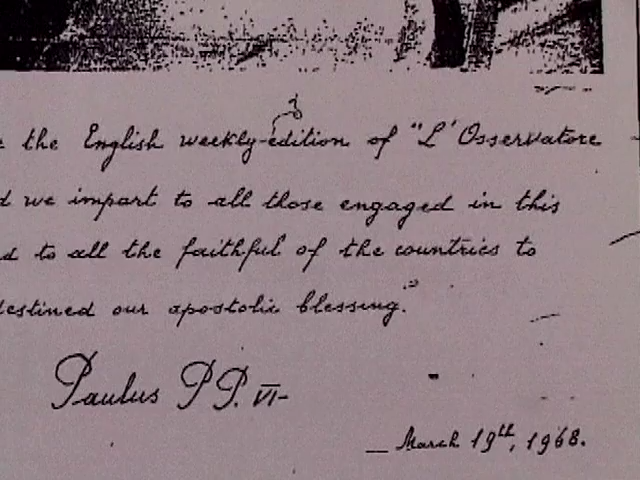 the English weekly edition of "L'Osservatore
we impart to all those engaged in this
to all the faithful of the countries to
destined our apostolic blessing."
Paulus PP. VI-
March 19th, 1968.